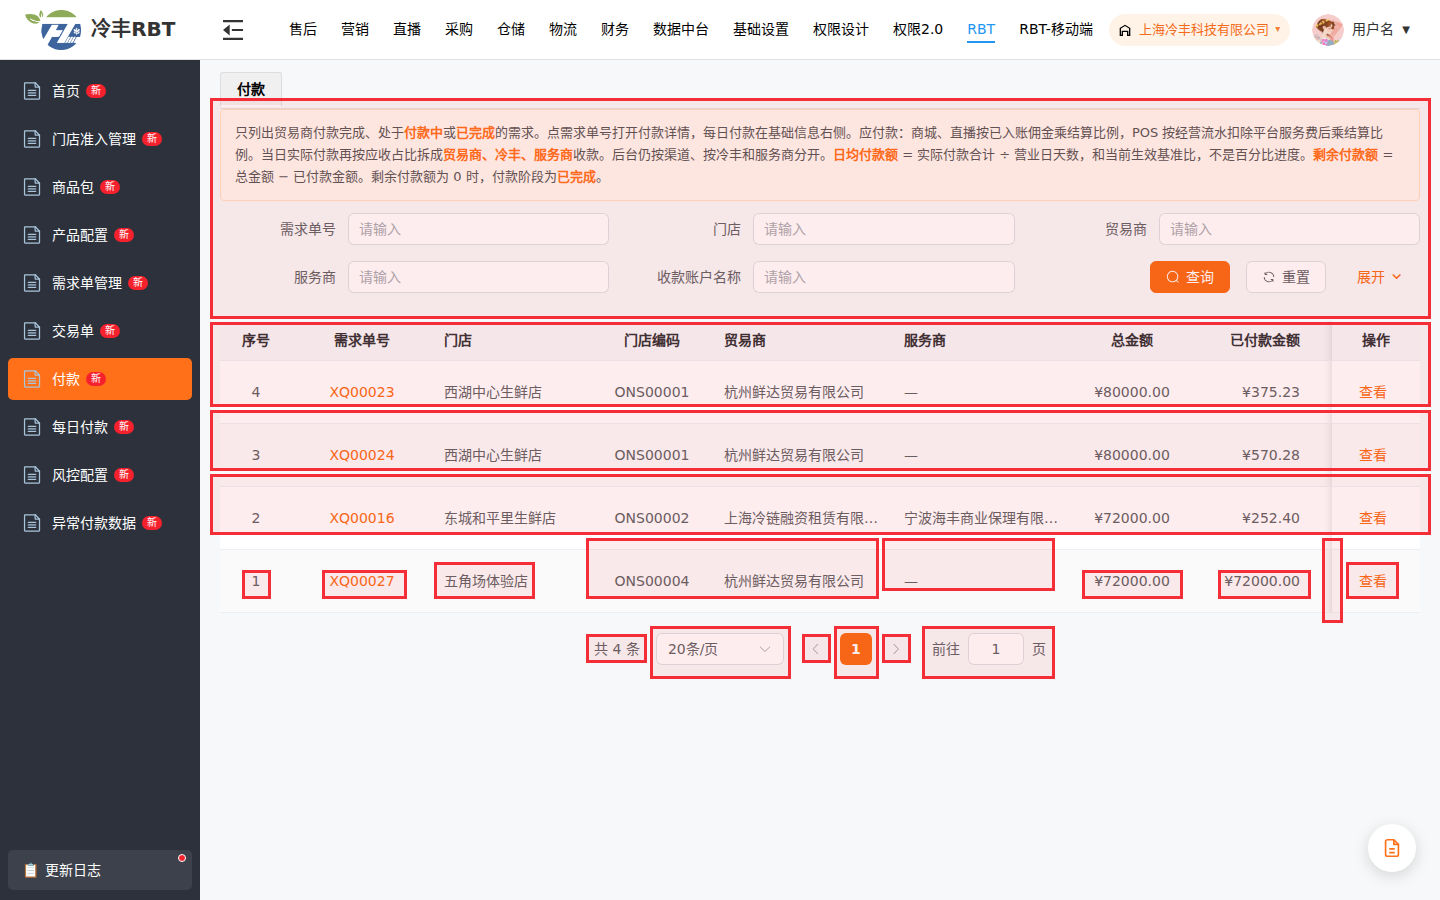 冷丰RBT
售后 营销 直播 采购 仓储 物流 财务 数据中台 基础设置 权限设计 权限2.0 RBT RBT-移动端 上海冷丰科技有限公司 ▾ 用户名 ▼
首页 新
门店准入管理 新
商品包 新
产品配置 新
需求单管理 新
交易单 新
付款 新
每日付款 新
风控配置 新
异常付款数据 新
更新日志
付款
只列出贸易商付款完成、处于付款中或已完成的需求。点需求单号打开付款详情，每日付款在基础信息右侧。应付款：商城、直播按已入账佣金乘结算比例，POS 按经营流水扣除平台服务费后乘结算比
例。当日实际付款再按应收占比拆成贸易商、冷丰、服务商收款。后台仍按渠道、按冷丰和服务商分开。日均付款额 = 实际付款合计 ÷ 营业日天数，和当前生效基准比，不是百分比进度。剩余付款额 =
总金额 − 已付款金额。剩余付款额为 0 时，付款阶段为已完成。
需求单号 请输入 门店 请输入 贸易商 请输入
服务商 请输入 收款账户名称 请输入 查询 重置 展开
序号 需求单号 门店 门店编码 贸易商 服务商 总金额 已付款金额 操作
4 XQ00023 西湖中心生鲜店 ONS00001 杭州鲜达贸易有限公司 — ¥80000.00 ¥375.23 查看
3 XQ00024 西湖中心生鲜店 ONS00001 杭州鲜达贸易有限公司 — ¥80000.00 ¥570.28 查看
2 XQ00016 东城和平里生鲜店 ONS00002 上海冷链融资租赁有限… 宁波海丰商业保理有限… ¥72000.00 ¥252.40 查看
1 XQ00027 五角场体验店 ONS00004 杭州鲜达贸易有限公司 — ¥72000.00 ¥72000.00 查看
共 4 条 20条/页 1 前往 1 页